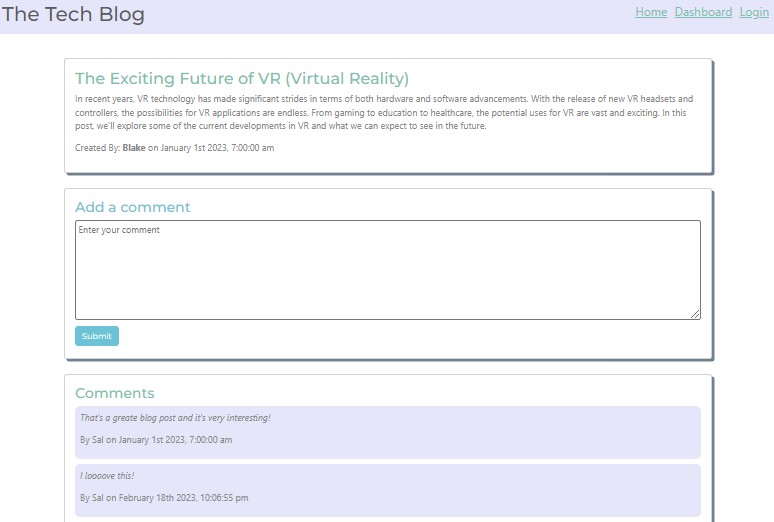 The Tech Blog
Home Dashboard Login
The Exciting Future of VR (Virtual Reality)
In recent years, VR technology has made significant strides in terms of both hardware and software advancements. With the release of new VR headsets and
controllers, the possibilities for VR applications are endless. From gaming to education to healthcare, the potential uses for VR are vast and exciting. In this
post, we'll explore some of the current developments in VR and what we can expect to see in the future.
Created By: Blake on January 1st 2023, 7:00:00 am
Add a comment
Enter your comment
Submit
Comments
That's a greate blog post and it's very interesting!
By Sal on January 1st 2023, 7:00:00 am
I loooove this!
By Sal on February 18th 2023, 10:06:55 pm